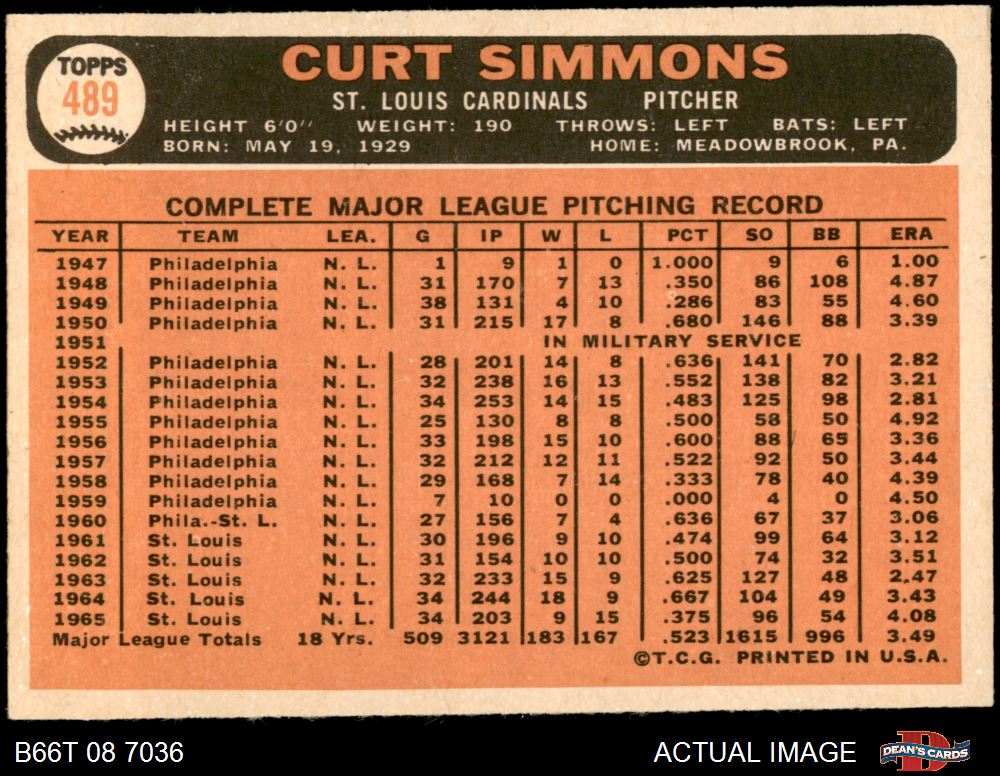 TOPPS
489
CURT SIMMONS
ST. LOUIS CARDINALS PITCHER
HEIGHT 6'0" WEIGHT: 190 THROWS: LEFT BATS: LEFT
BORN: MAY 19, 1929 HOME: MEADOWBROOK, PA.
COMPLETE MAJOR LEAGUE PITCHING RECORD
YEAR TEAM LEA. G IP W L PCT SO BB ERA
1947 Philadelphia N. L. 1 9 1 0 1.000 9 6 1.00
1948 Philadelphia N. L. 31 170 7 13 .350 86 108 4.87
1949 Philadelphia N. L. 38 131 4 10 .286 83 55 4.60
1950 Philadelphia N. L. 31 215 17 8 .680 146 88 3.39
1951 IN MILITARY SERVICE
1952 Philadelphia N. L. 28 201 14 8 .636 141 70 2.82
1953 Philadelphia N. L. 32 238 16 13 .552 138 82 3.21
1954 Philadelphia N. L. 34 253 14 15 .483 125 98 2.81
1955 Philadelphia N. L. 25 130 8 8 .500 58 50 4.92
1956 Philadelphia N. L. 33 198 15 10 .600 88 65 3.36
1957 Philadelphia N. L. 32 212 12 11 .522 92 50 3.44
1958 Philadelphia N. L. 29 168 7 14 .333 78 40 4.39
1959 Philadelphia N. L. 7 10 0 0 .000 4 0 4.50
1960 Phila.-St. L. N. L. 27 156 7 4 .636 67 37 3.06
1961 St. Louis N. L. 30 196 9 10 .474 99 64 3.12
1962 St. Louis N. L. 31 154 10 10 .500 74 32 3.51
1963 St. Louis N. L. 32 233 15 9 .625 127 48 2.47
1964 St. Louis N. L. 34 244 18 9 .667 104 49 3.43
1965 St. Louis N. L. 34 203 9 15 .375 96 54 4.08
Major League Totals 18 Yrs. 509 3121 183 167 .523 1615 996 3.49
©T.C.G. PRINTED IN U.S.A.
B66T 08 7036 ACTUAL IMAGE DEAN'S CARDS